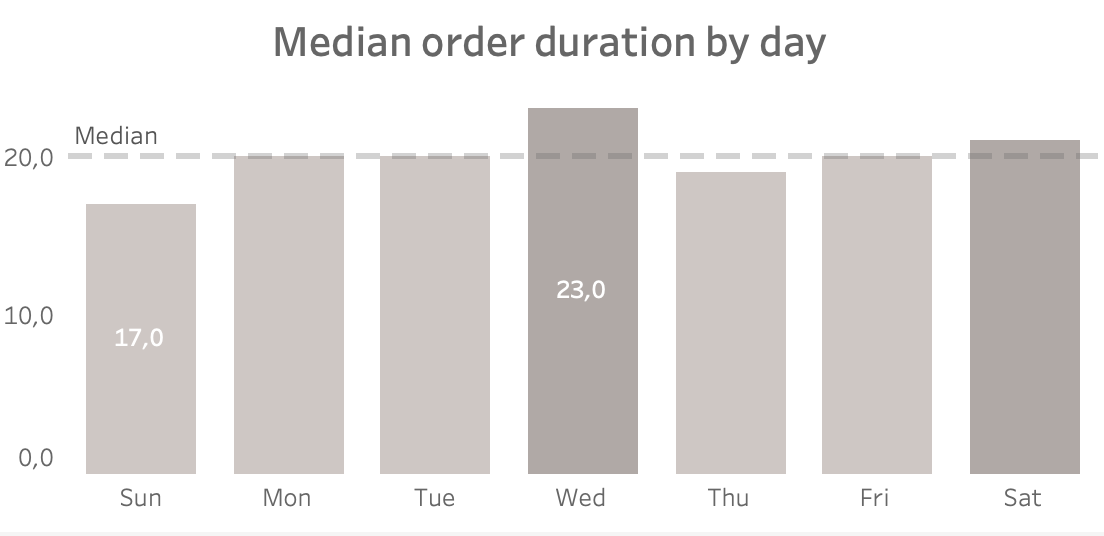 Median order duration by day
Median
20,0
10,0
0,0
17,0
23,0
Sun Mon Tue Wed Thu Fri Sat